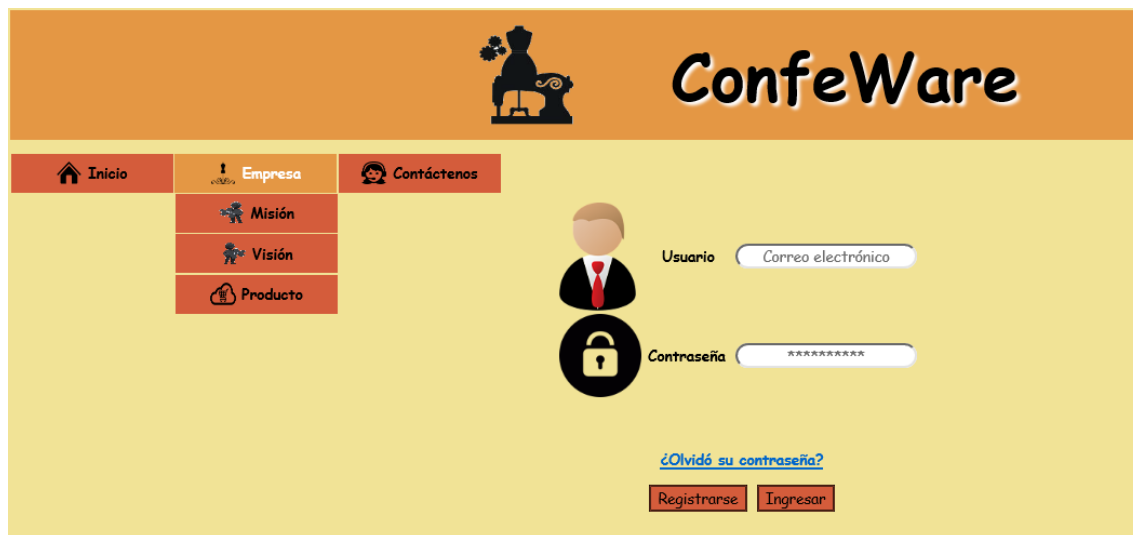 ConfeWare
Inicio Empresa Contáctenos
Misión
Visión
Producto
Usuario Correo electrónico
Contraseña **********
¿Olvidó su contraseña?
Registrarse Ingresar